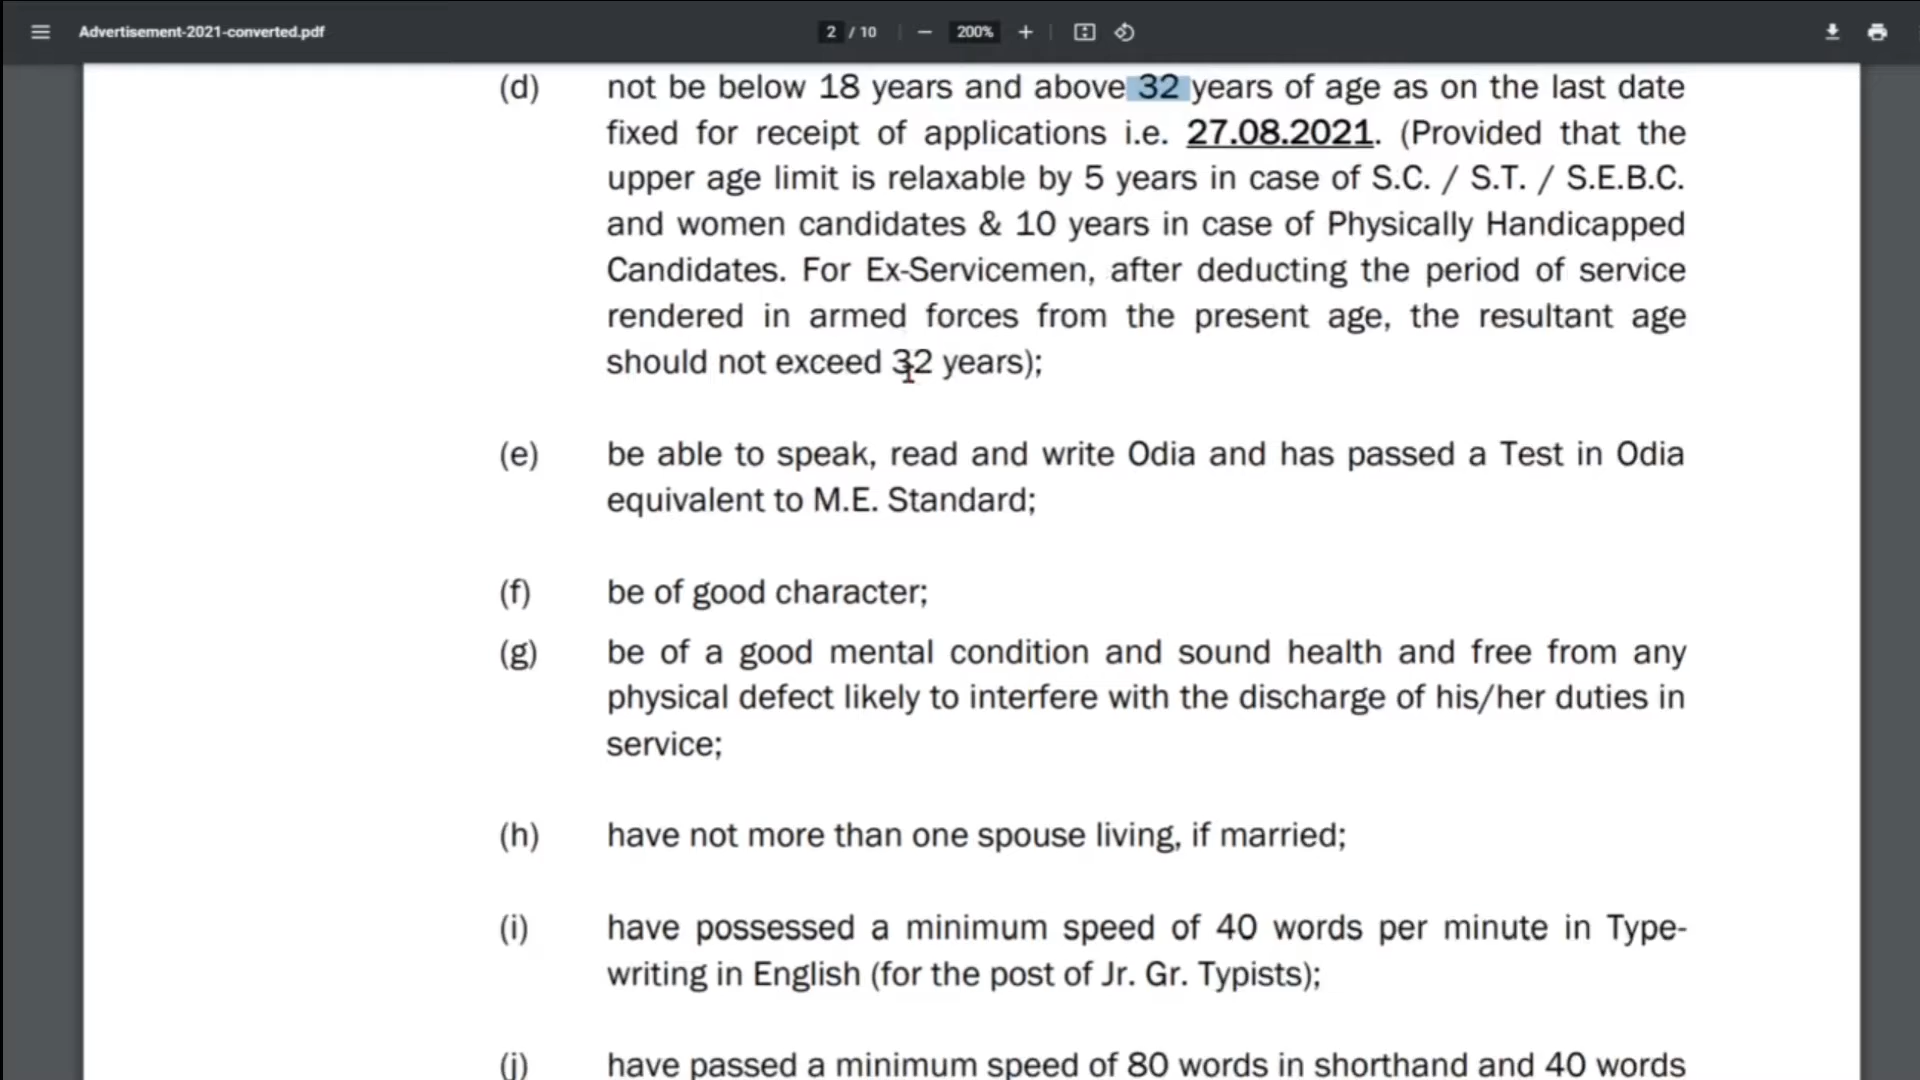 Advertisement-2021-converted.pdf
2 / 10
200%
(d) not be below 18 years and above 32 years of age as on the last date
fixed for receipt of applications i.e. 27.08.2021. (Provided that the
upper age limit is relaxable by 5 years in case of S.C. / S.T. / S.E.B.C.
and women candidates & 10 years in case of Physically Handicapped
Candidates. For Ex-Servicemen, after deducting the period of service
rendered in armed forces from the present age, the resultant age
should not exceed 32 years);
(e) be able to speak, read and write Odia and has passed a Test in Odia
equivalent to M.E. Standard;
(f) be of good character;
(g) be of a good mental condition and sound health and free from any
physical defect likely to interfere with the discharge of his/her duties in
service;
(h) have not more than one spouse living, if married;
(i) have possessed a minimum speed of 40 words per minute in Type-
writing in English (for the post of Jr. Gr. Typists);
(j) have passed a minimum speed of 80 words in shorthand and 40 words